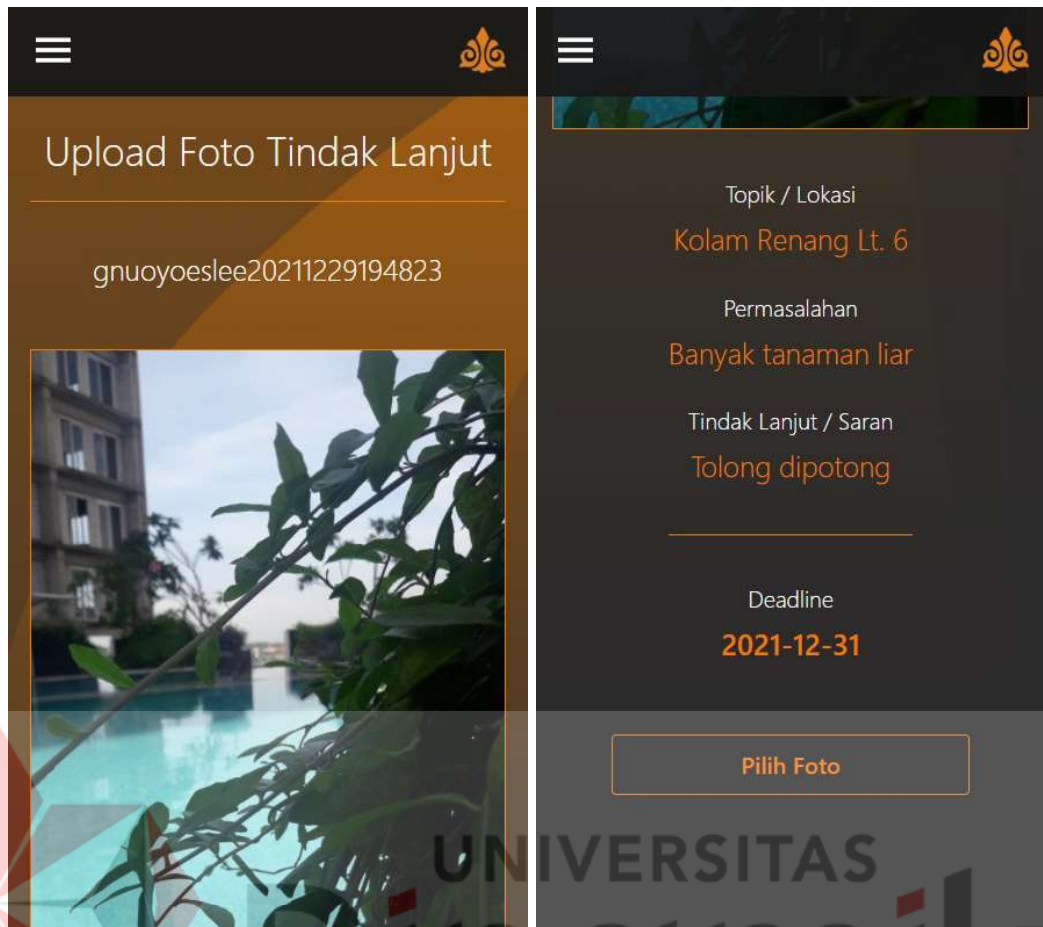 Upload Foto Tindak Lanjut
gnuoyoeslee20211229194823
Topik / Lokasi
Kolam Renang Lt. 6
Permasalahan
Banyak tanaman liar
Tindak Lanjut / Saran
Tolong dipotong
Deadline
2021-12-31
Pilih Foto
UNIVERSITAS